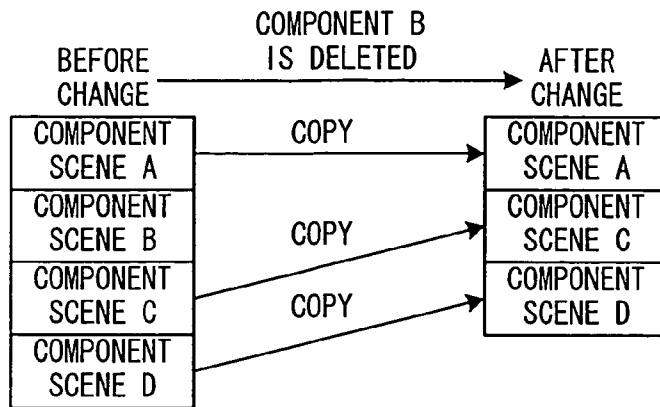 COMPONENT B
IS DELETED
BEFORE
CHANGE
AFTER
CHANGE
COMPONENT
SCENE A
COPY
COMPONENT
SCENE A
COMPONENT
SCENE B
COPY
COMPONENT
SCENE C
COMPONENT
SCENE C
COPY
COMPONENT
SCENE D
COMPONENT
SCENE D